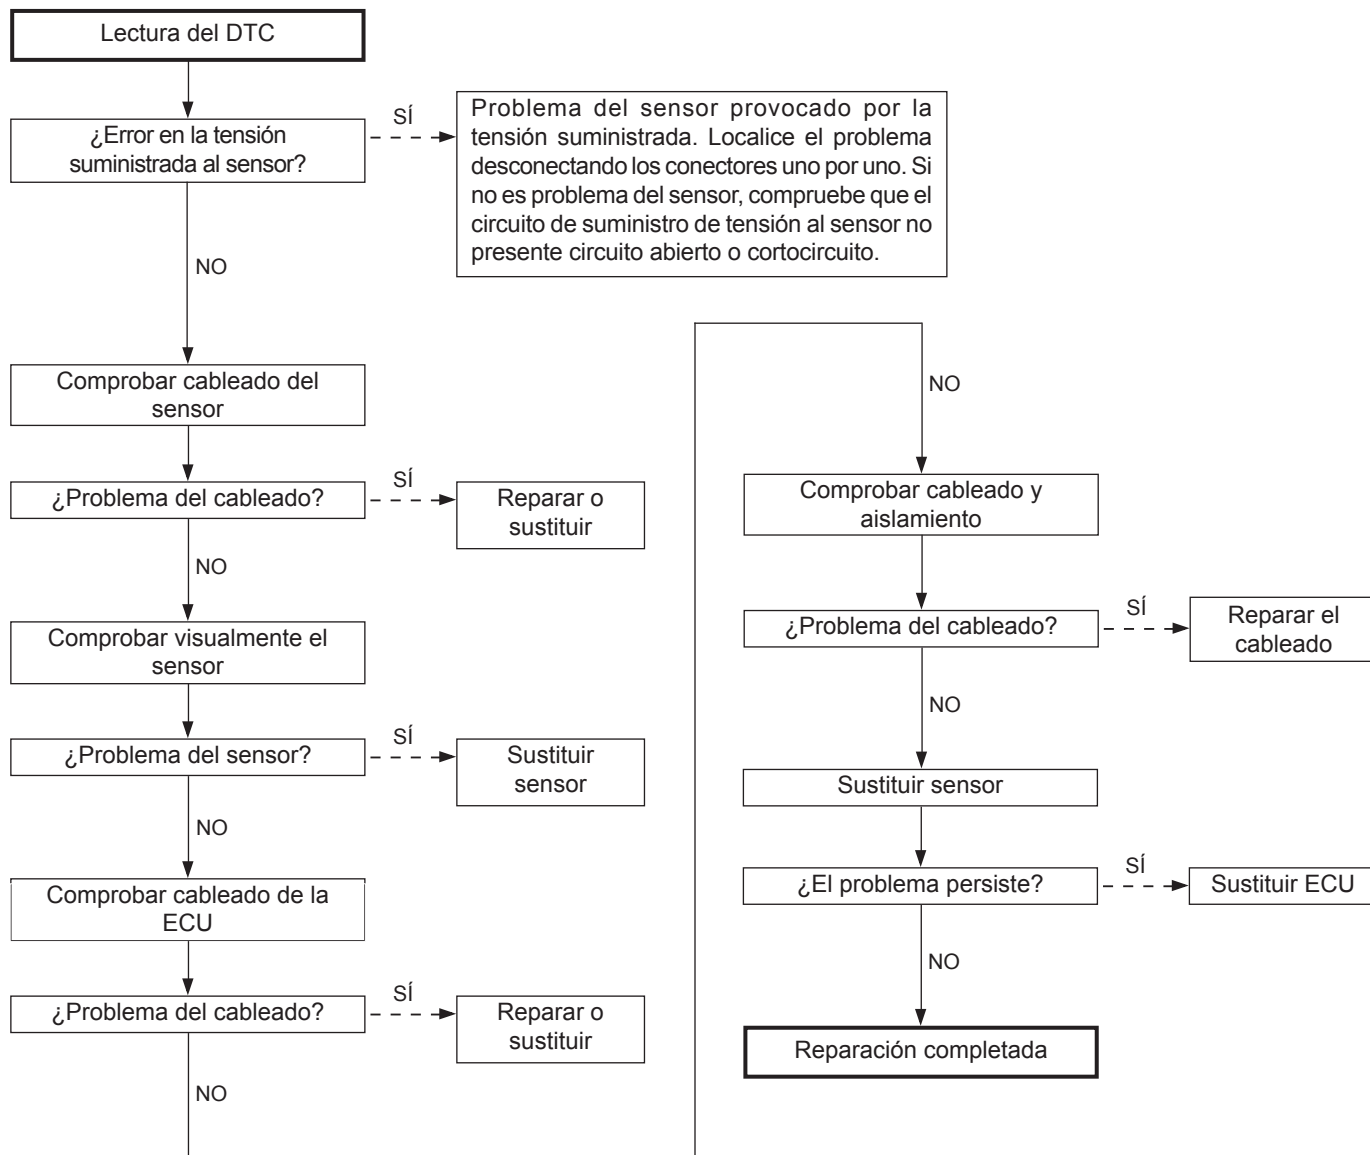 Lectura del DTC
¿Error en la tensión
suministrada al sensor?
SÍ
Problema del sensor provocado por la
tensión suministrada. Localice el problema
desconectando los conectores uno por uno. Si
no es problema del sensor, compruebe que el
circuito de suministro de tensión al sensor no
presente circuito abierto o cortocircuito.
NO
Comprobar cableado del
sensor
¿Problema del cableado?
SÍ
Reparar o
sustituir
NO
Comprobar visualmente el
sensor
¿Problema del sensor?
SÍ
Sustituir
sensor
NO
Comprobar cableado de la
ECU
¿Problema del cableado?
SÍ
Reparar o
sustituir
NO
NO
Comprobar cableado y
aislamiento
¿Problema del cableado?
SÍ
Reparar el
cableado
NO
Sustituir sensor
¿El problema persiste?
SÍ
Sustituir ECU
NO
Reparación completada